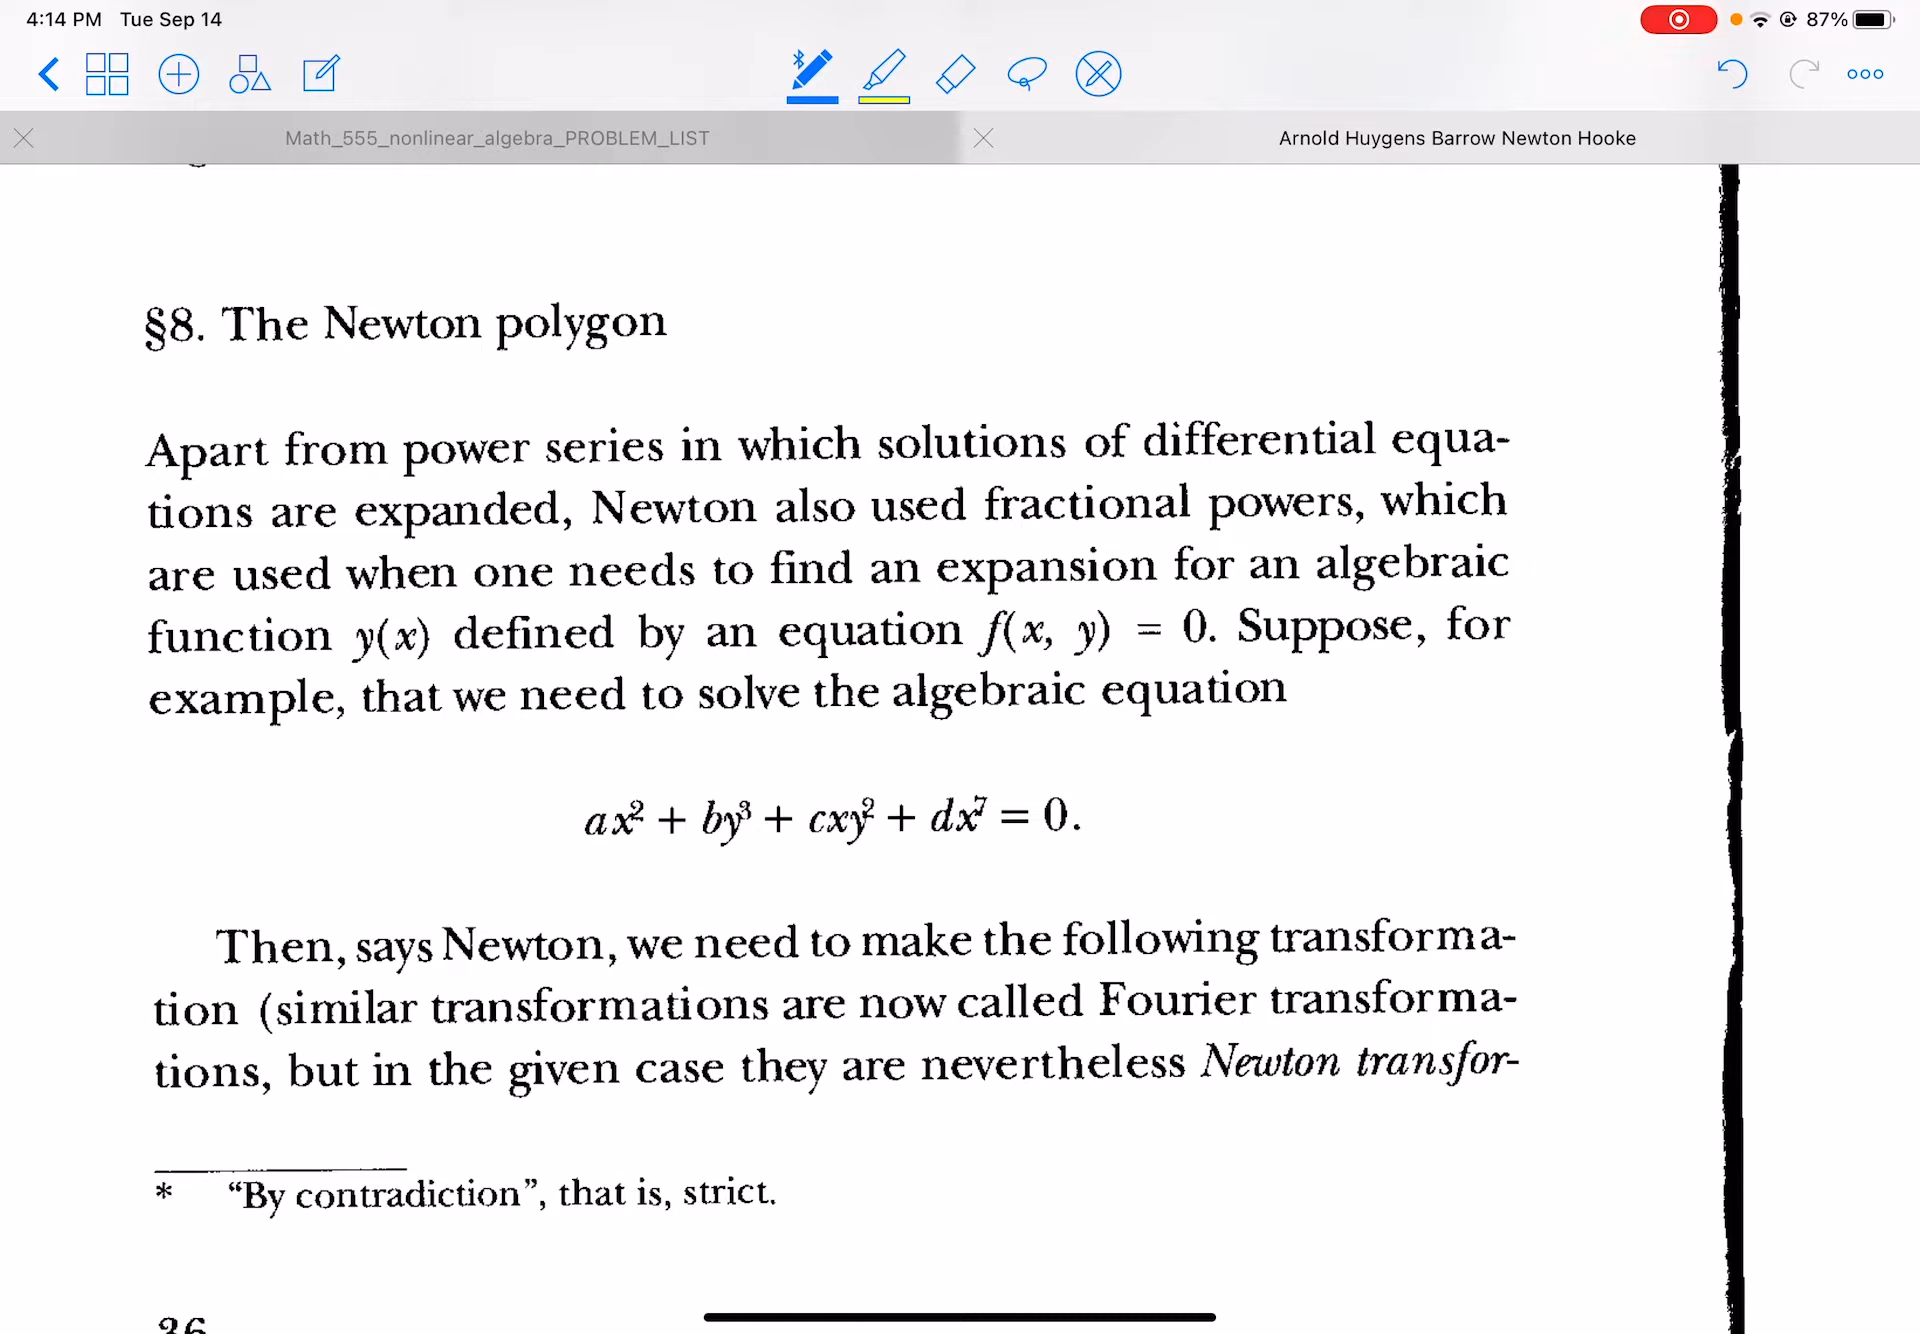 4:14 PM Tue Sep 14
87%
Math_555_nonlinear_algebra_PROBLEM_LIST
Arnold Huygens Barrow Newton Hooke
§8. The Newton polygon
Apart from power series in which solutions of differential equa-
tions are expanded, Newton also used fractional powers, which
are used when one needs to find an expansion for an algebraic
function y(x) defined by an equation f(x, y) = 0. Suppose, for
example, that we need to solve the algebraic equation
ax² + by³ + cxy² + dx⁷ = 0.
Then, says Newton, we need to make the following transforma-
tion (similar transformations are now called Fourier transforma-
tions, but in the given case they are nevertheless Newton transfor-
* “By contradiction”, that is, strict.